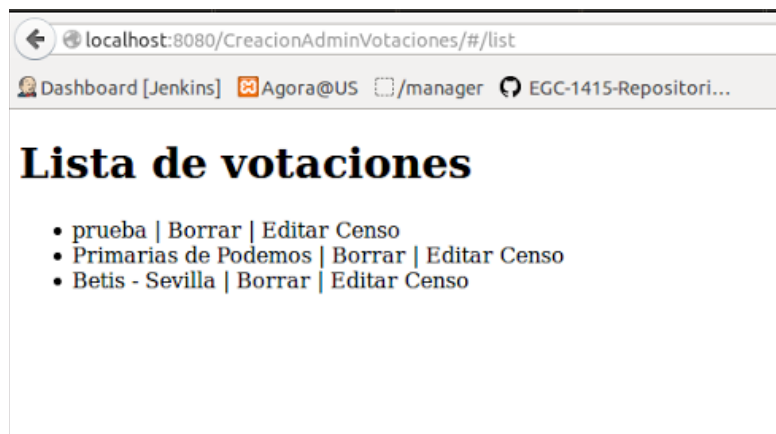 localhost:8080/CreacionAdminVotaciones/#/list
Dashboard [Jenkins] Agora@US /manager EGC-1415-Repositori...
Lista de votaciones
• prueba | Borrar | Editar Censo
• Primarias de Podemos | Borrar | Editar Censo
• Betis - Sevilla | Borrar | Editar Censo